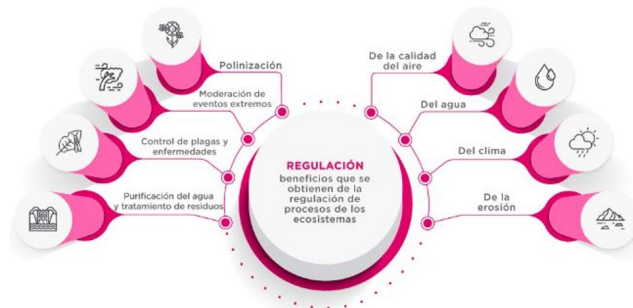 Polinización
Moderación de
eventos extremos
Control de plagas y
enfermedades
Purificación del agua
y tratamiento de residuos
REGULACIÓN
beneficios que se
obtienen de la
regulación de
procesos de los
ecosistemas
De la calidad
del aire
Del agua
Del clima
De la
erosión